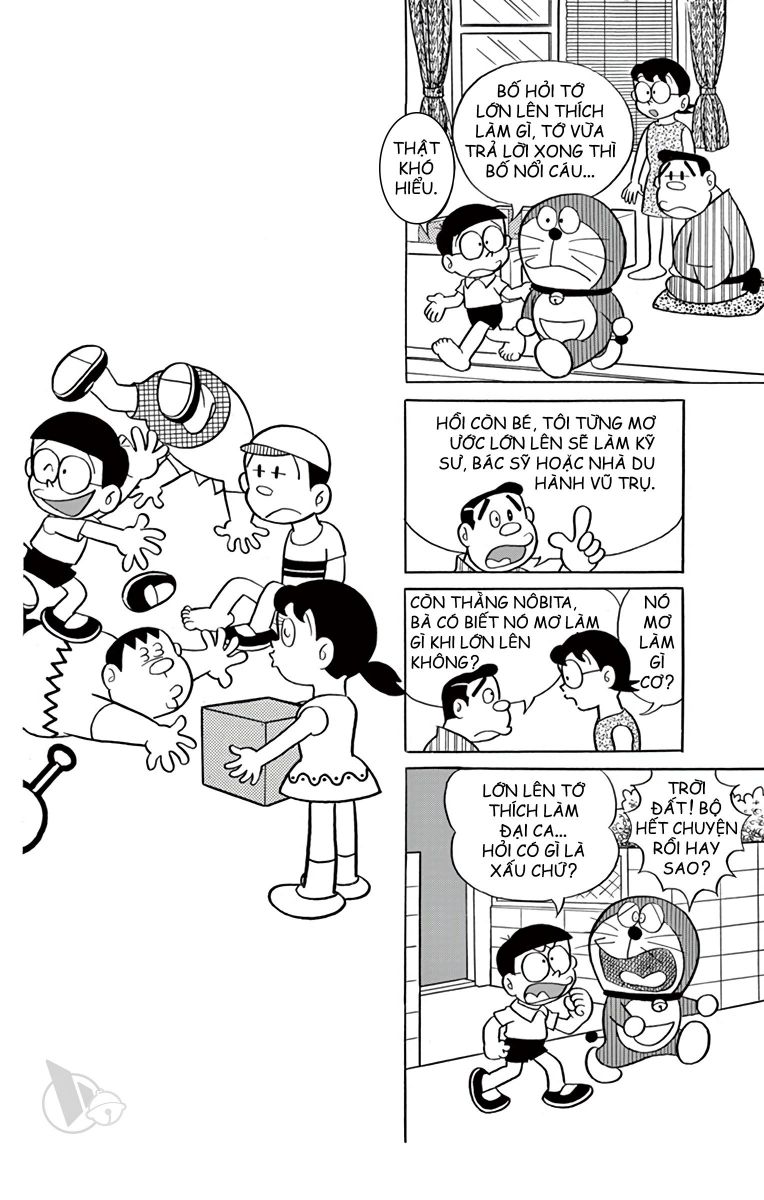 BỐ HỎI TỚ
LỚN LÊN THÍCH
LÀM GÌ, TỚ VỪA
TRẢ LỜI XONG THÌ
BỐ NỔI CÁU...
THẬT
KHÓ
HIỂU.
HỒI CÒN BÉ, TÔI TỪNG MƠ
ƯỚC LỚN LÊN SẼ LÀM KỸ
SƯ, BÁC SỸ HOẶC NHÀ DU
HÀNH VŨ TRỤ.
CÒN THẰNG NÔBITA,
BÀ CÓ BIẾT NÓ MƠ LÀM
GÌ KHI LỚN LÊN
KHÔNG?
NÓ
MƠ
LÀM
GÌ
CƠ?
LỚN LÊN TỚ
THÍCH LÀM
ĐẠI CA...
HỎI CÓ GÌ LÀ
XẤU CHỨ?
TRỜI
ĐẤT! BỘ
HẾT CHUYỆN
RỒI HAY
SAO?